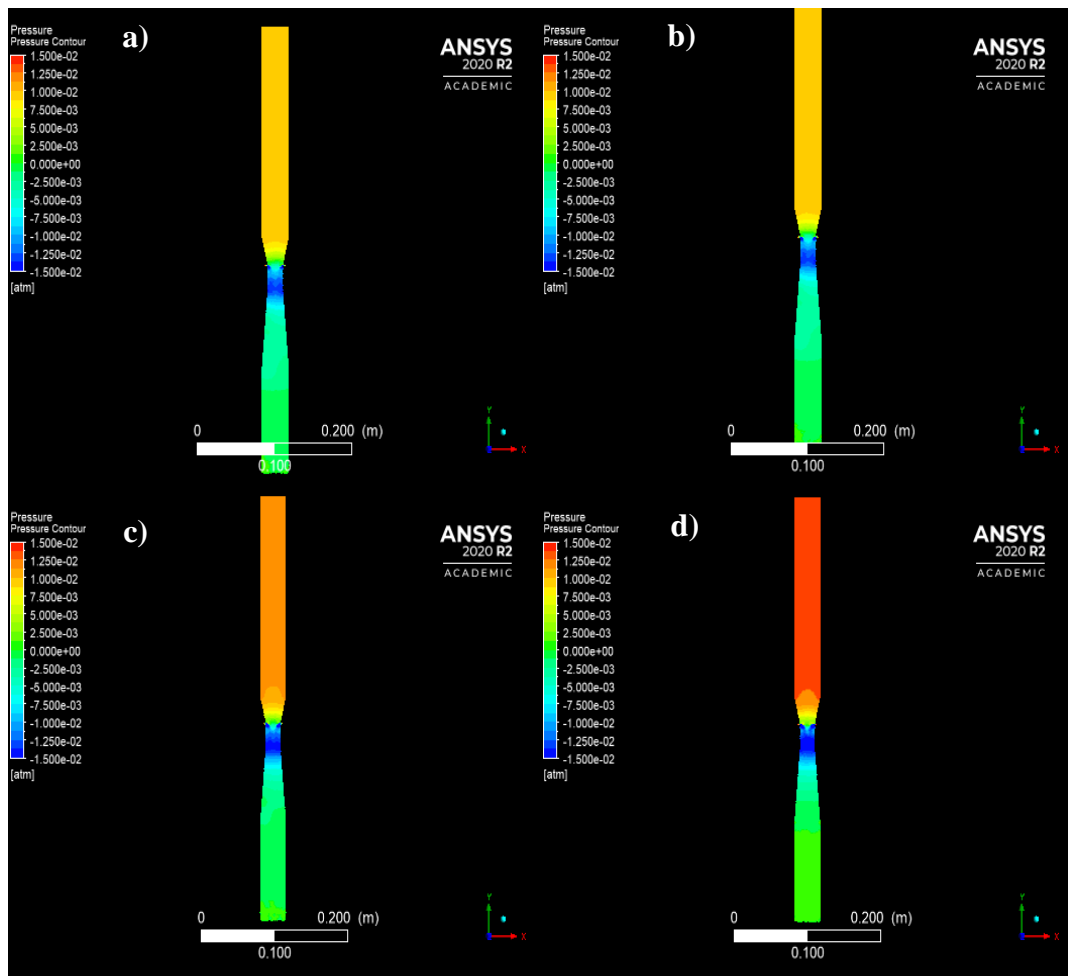 a)
Pressure
Pressure Contour
1.500e-02
1.250e-02
1.000e-02
7.500e-03
5.000e-03
2.500e-03
0.000e+00
-2.500e-03
-5.000e-03
-7.500e-03
-1.000e-02
-1.250e-02
-1.500e-02
[atm]
ANSYS
2020 R2
ACADEMIC
0 0.200 (m)
0.100
Y
X
b)
Pressure
Pressure Contour
1.500e-02
1.250e-02
1.000e-02
7.500e-03
5.000e-03
2.500e-03
0.000e+00
-2.500e-03
-5.000e-03
-7.500e-03
-1.000e-02
-1.250e-02
-1.500e-02
[atm]
ANSYS
2020 R2
ACADEMIC
0 0.200 (m)
0.100
Y
X
c)
Pressure
Pressure Contour
1.500e-02
1.250e-02
1.000e-02
7.500e-03
5.000e-03
2.500e-03
0.000e+00
-2.500e-03
-5.000e-03
-7.500e-03
-1.000e-02
-1.250e-02
-1.500e-02
[atm]
ANSYS
2020 R2
ACADEMIC
0 0.200 (m)
0.100
Y
X
d)
Pressure
Pressure Contour
1.500e-02
1.250e-02
1.000e-02
7.500e-03
5.000e-03
2.500e-03
0.000e+00
-2.500e-03
-5.000e-03
-7.500e-03
-1.000e-02
-1.250e-02
-1.500e-02
[atm]
ANSYS
2020 R2
ACADEMIC
0 0.200 (m)
0.100
Y
X